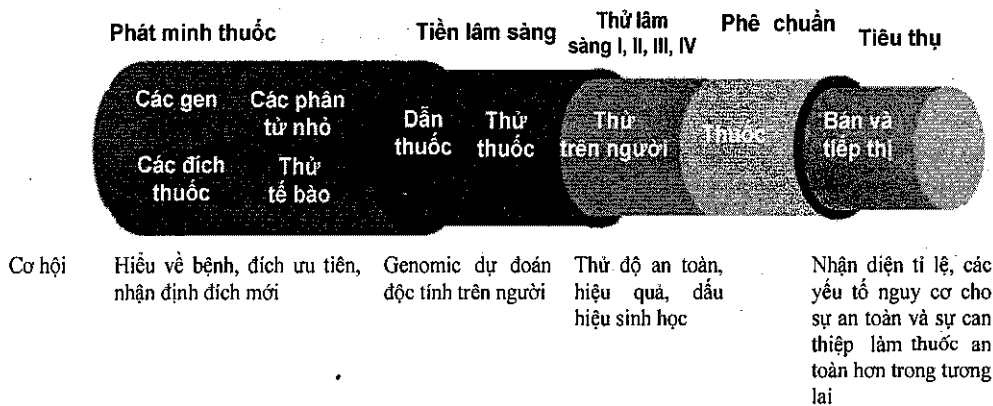 Phát minh thuốc
Tiền lâm sàng
Thử lâm
sàng I, II, III, IV
Phê chuẩn
Tiêu thụ
Các gen
Các phân
tử nhỏ
Các đích
thuốc
Thử
tế bào
Dẫn
thuốc
Thử
thuốc
Thử
trên người
Thuốc
Bán và
tiếp thị
Cơ hội
Hiểu về bệnh, đích ưu tiên,
nhận định đích mới
Genomic dự đoán
độc tính trên người
Thử độ an toàn,
hiệu quả, dấu
hiệu sinh học
Nhận diện tỉ lệ, các
yếu tố nguy cơ cho
sự an toàn và sự can
thiệp làm thuốc an
toàn hơn trong tương
lai